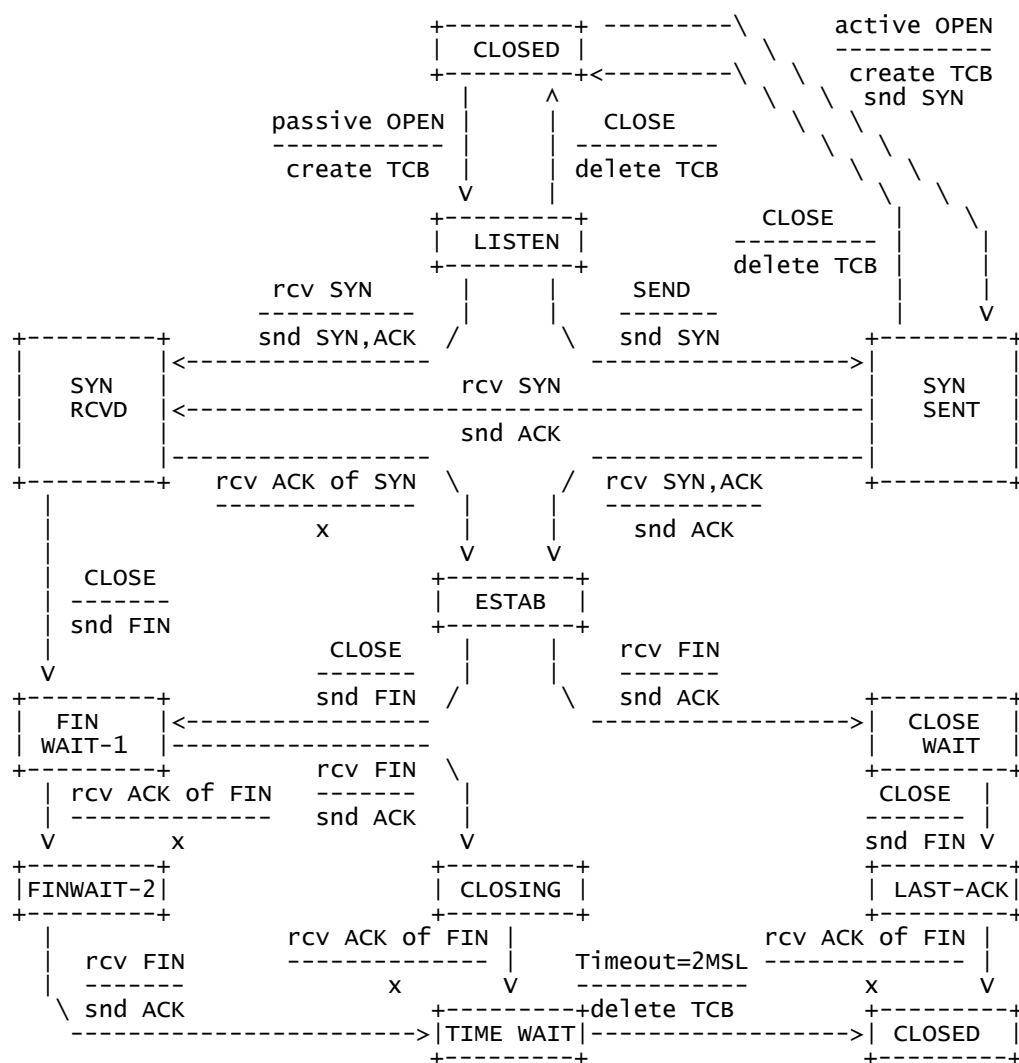 active OPEN
CLOSED
create TCB
snd SYN
passive OPEN CLOSE
create TCB delete TCB
CLOSE
LISTEN
delete TCB
rcv SYN SEND
snd SYN,ACK snd SYN
SYN rcv SYN SYN
RCVD SENT
snd ACK
rcv ACK of SYN rcv SYN,ACK
x snd ACK
CLOSE
ESTAB
snd FIN
CLOSE rcv FIN
snd FIN snd ACK
FIN CLOSE
WAIT-1 WAIT
rcv FIN
rcv ACK of FIN CLOSE
snd ACK
x snd FIN
FINWAIT-2 CLOSING LAST-ACK
rcv ACK of FIN rcv ACK of FIN
rcv FIN Timeout=2MSL
x x
snd ACK delete TCB
TIME WAIT CLOSED